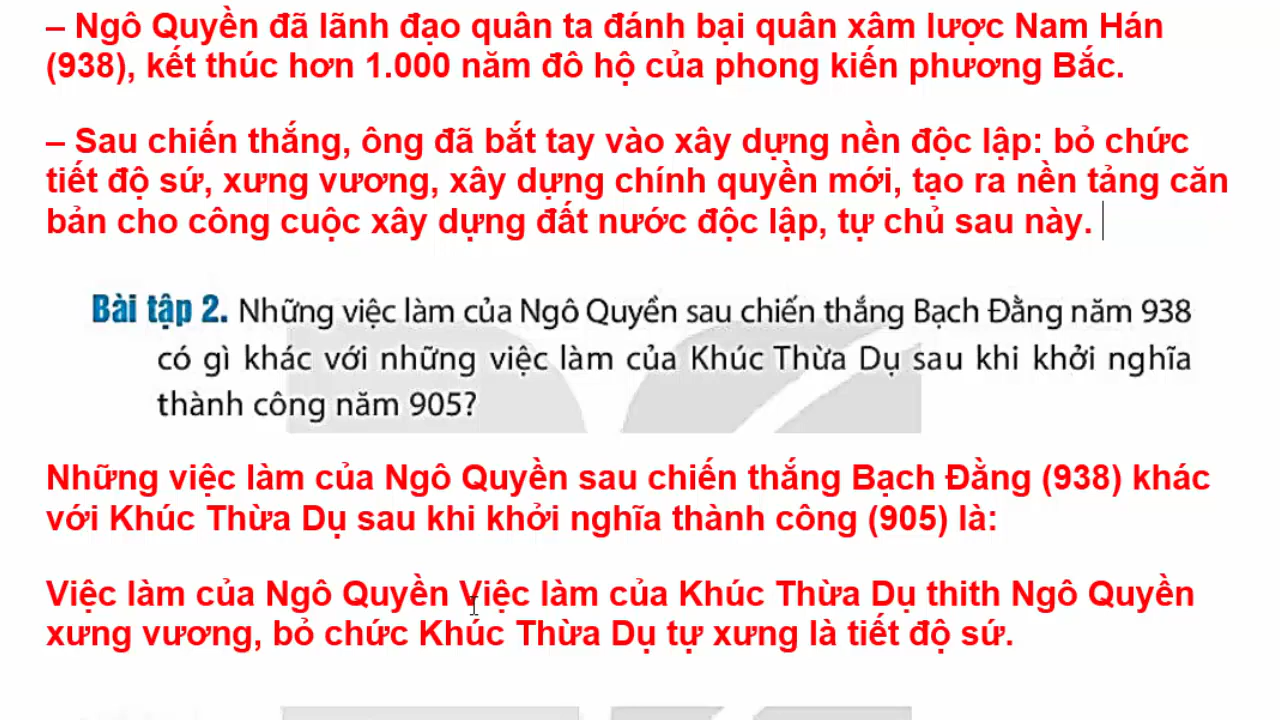 – Ngô Quyền đã lãnh đạo quân ta đánh bại quân xâm lược Nam Hán
(938), kết thúc hơn 1.000 năm đô hộ của phong kiến phương Bắc.
– Sau chiến thắng, ông đã bắt tay vào xây dựng nền độc lập: bỏ chức
tiết độ sứ, xưng vương, xây dựng chính quyền mới, tạo ra nền tảng căn
bản cho công cuộc xây dựng đất nước độc lập, tự chủ sau này.
Bài tập 2. Những việc làm của Ngô Quyền sau chiến thắng Bạch Đằng năm 938
có gì khác với những việc làm của Khúc Thừa Dụ sau khi khởi nghĩa
thành công năm 905?
Những việc làm của Ngô Quyền sau chiến thắng Bạch Đằng (938) khác
với Khúc Thừa Dụ sau khi khởi nghĩa thành công (905) là:
Việc làm của Ngô Quyền Việc làm của Khúc Thừa Dụ thith Ngô Quyền
xưng vương, bỏ chức Khúc Thừa Dụ tự xưng là tiết độ sứ.